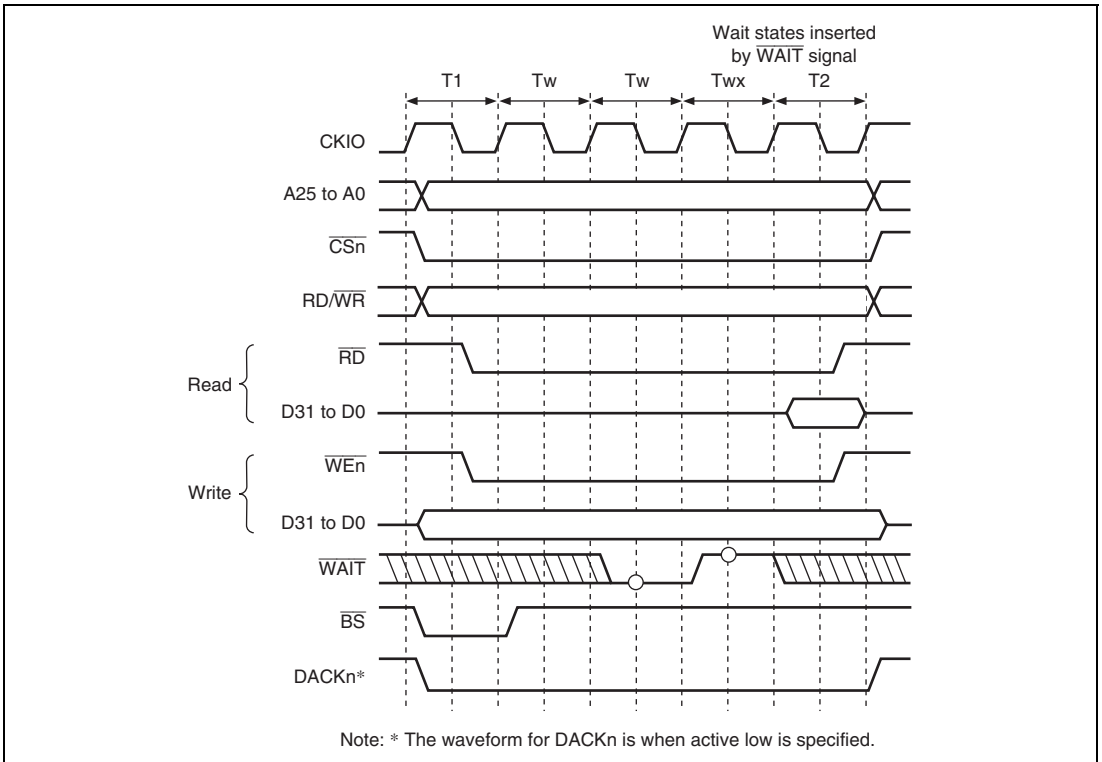 Wait states inserted
by WAIT signal
T1 Tw Tw Twx T2
CKIO
A25 to A0
CSn
RD/WR
RD
Read
D31 to D0
WEn
Write
D31 to D0
WAIT
BS
DACKn*
Note: * The waveform for DACKn is when active low is specified.